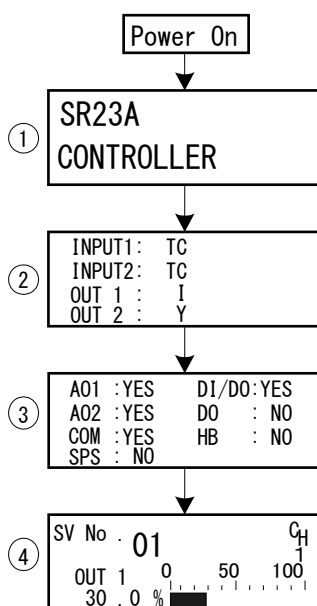 Power On
① SR23A
CONTROLLER
② INPUT1: TC
INPUT2: TC
OUT 1 : I
OUT 2 : Y
③ AO1 :YES DI/DO:YES
AO2 :YES DO : NO
COM :YES HB : NO
SPS : NO
④ SV No . 01 CH 1
OUT 1 0 50 100
30 . 0 %